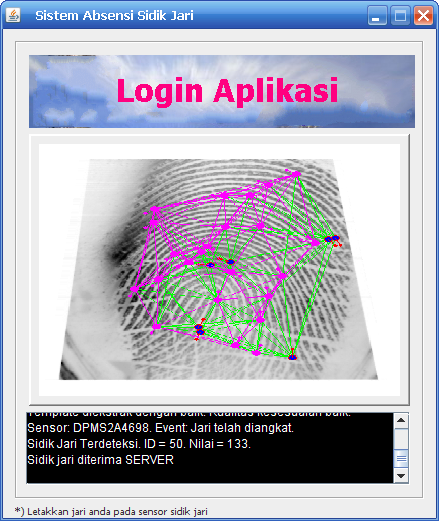 Sistem Absensi Sidik Jari
Login Aplikasi
Template diekstrak dengan baik. Kualitas kesesuaian baik.
Sensor: DPMS2A4698. Event: Jari telah diangkat.
Sidik Jari Terdeteksi. ID = 50. Nilai = 133.
Sidik jari diterima SERVER
*) Letakkan jari anda pada sensor sidik jari